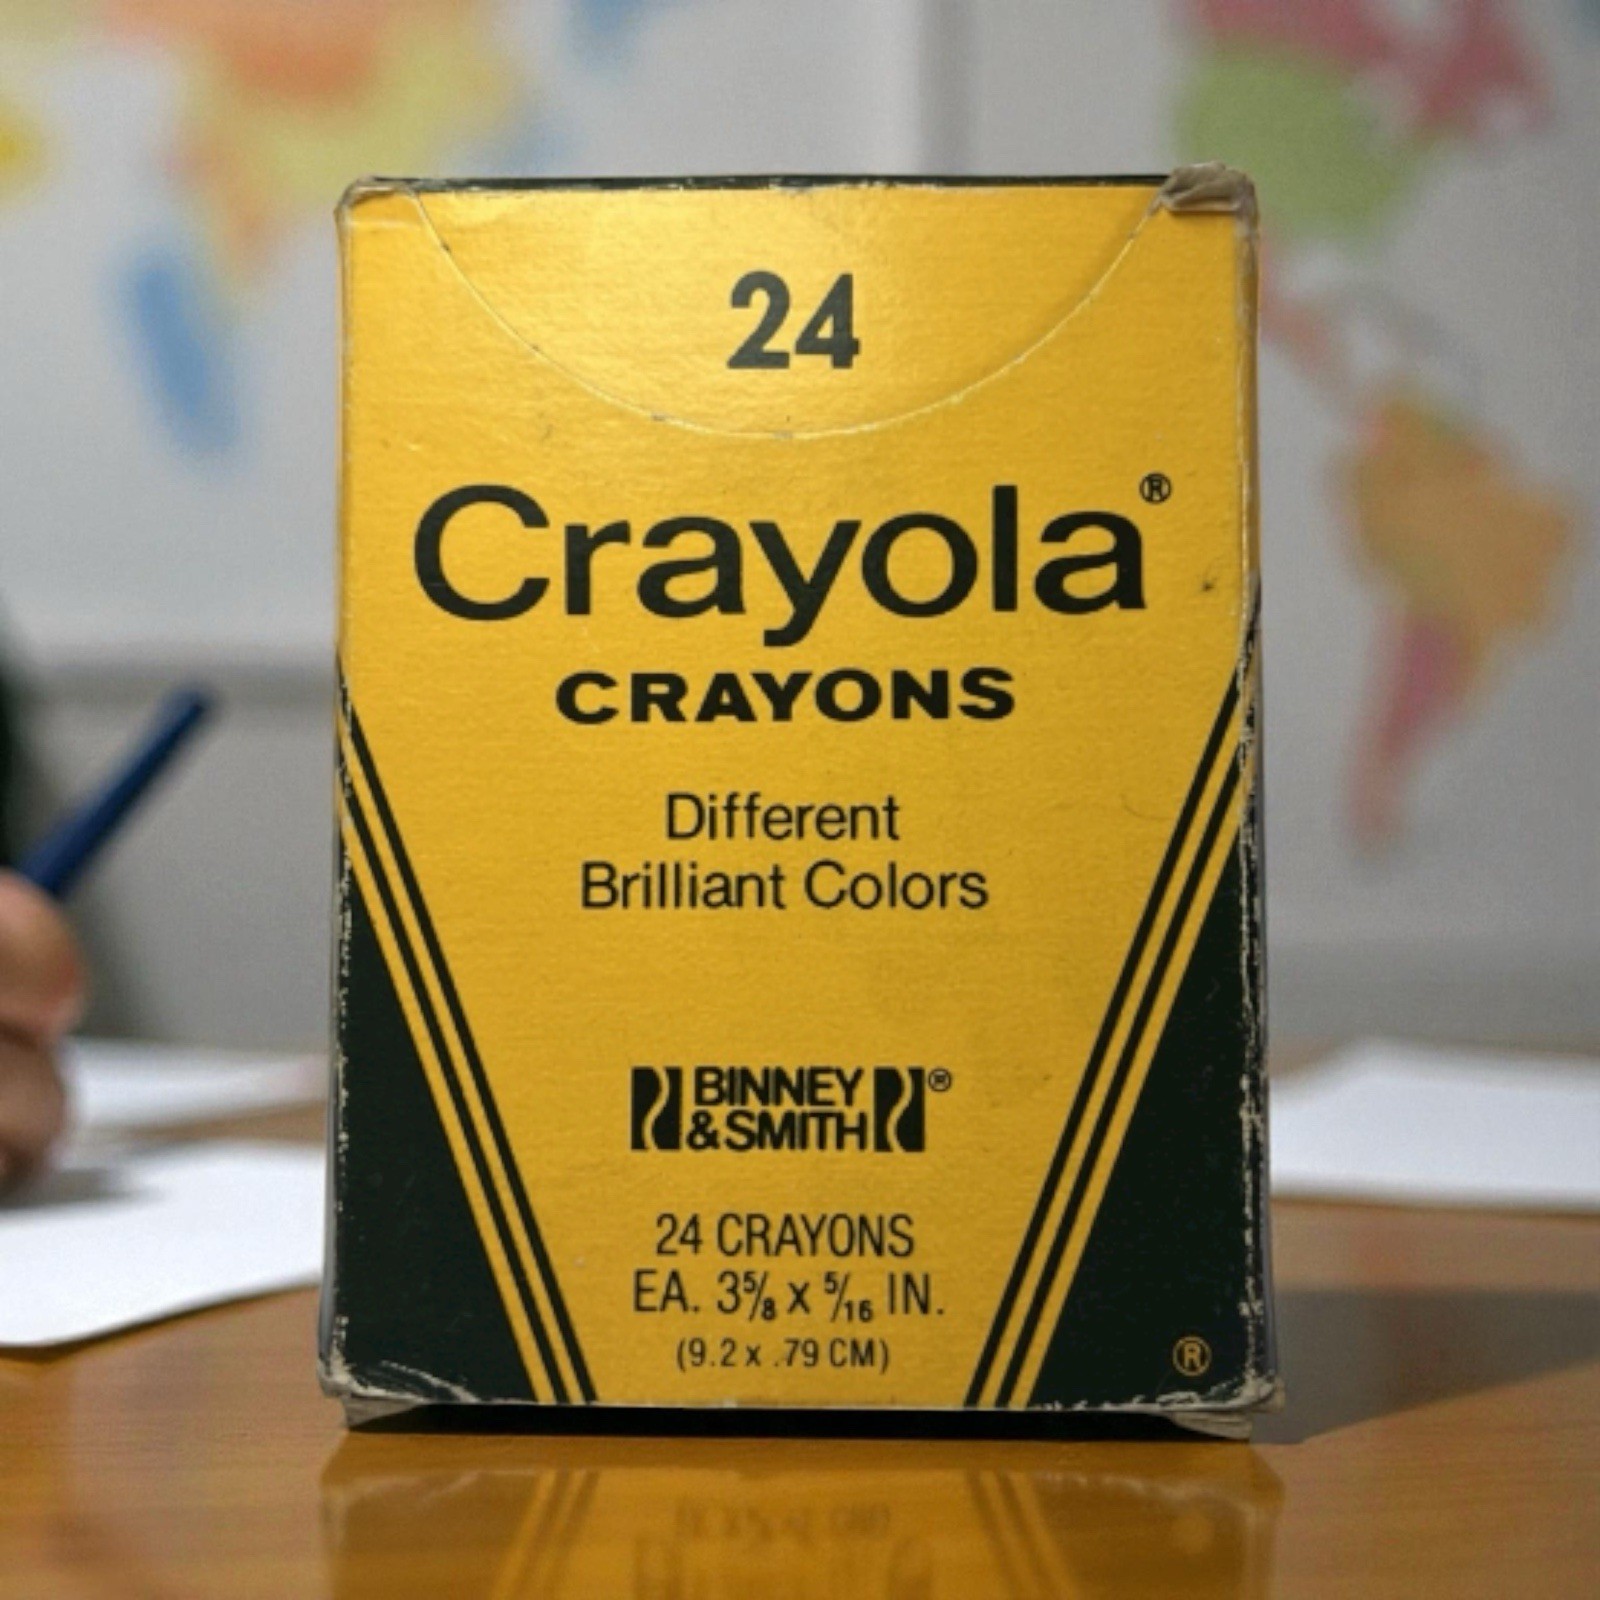 24
Crayola®
CRAYONS
Different
Brilliant Colors
BINNEY ®
& SMITH
24 CRAYONS
EA. 3⅝ x 5/16 IN.
(9.2 x .79 CM)
®